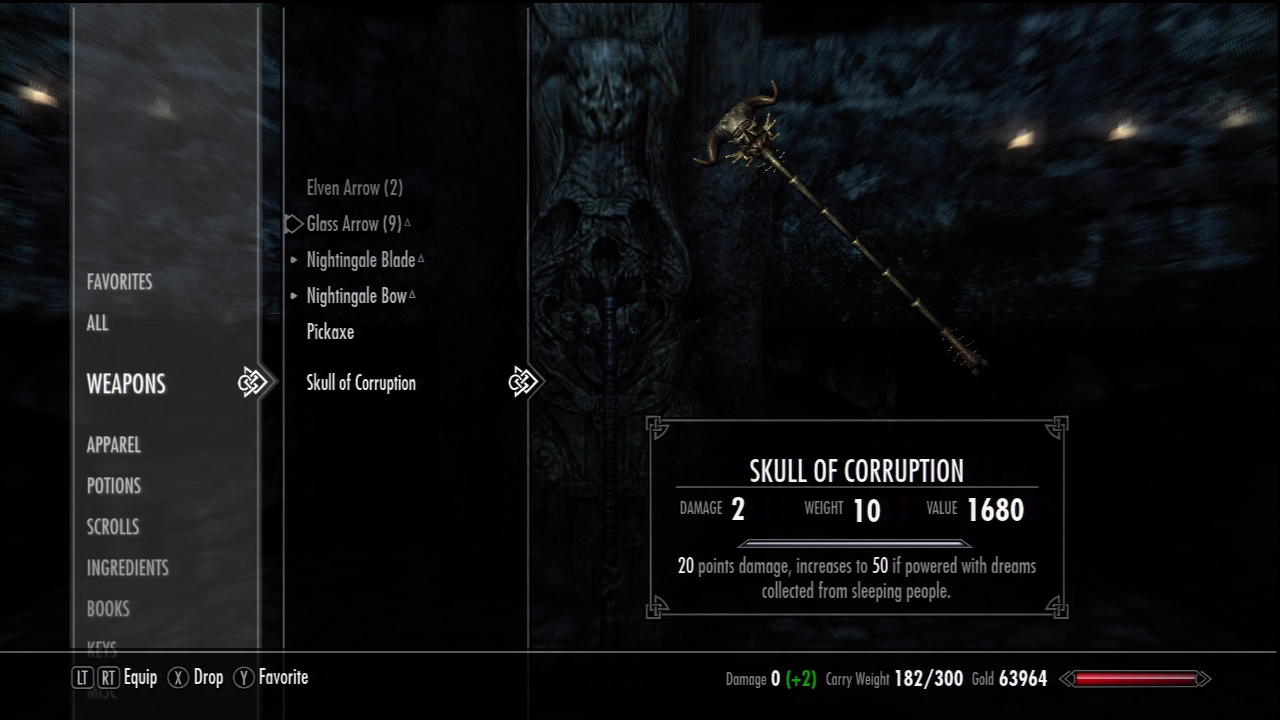 FAVORITES
ALL
WEAPONS
APPAREL
POTIONS
SCROLLS
INGREDIENTS
BOOKS
KEYS
MISC
Elven Arrow (2)
Glass Arrow (9)
Nightingale Blade
Nightingale Bow
Pickaxe
Skull of Corruption
SKULL OF CORRUPTION
DAMAGE 2 WEIGHT 10 VALUE 1680
20 points damage, increases to 50 if powered with dreams
collected from sleeping people.
LT RT Equip X Drop Y Favorite
Damage 0 (+2) Carry Weight 182/300 Gold 63964